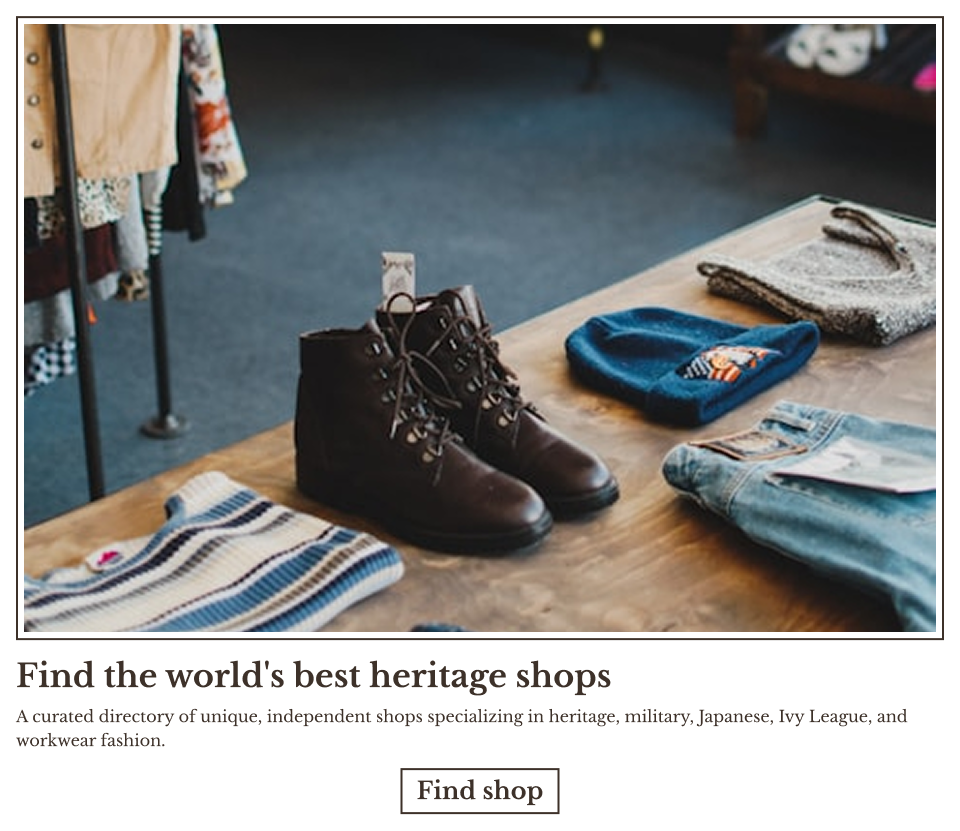 Find the world's best heritage shops
A curated directory of unique, independent shops specializing in heritage, military, Japanese, Ivy League, and
workwear fashion.
Find shop